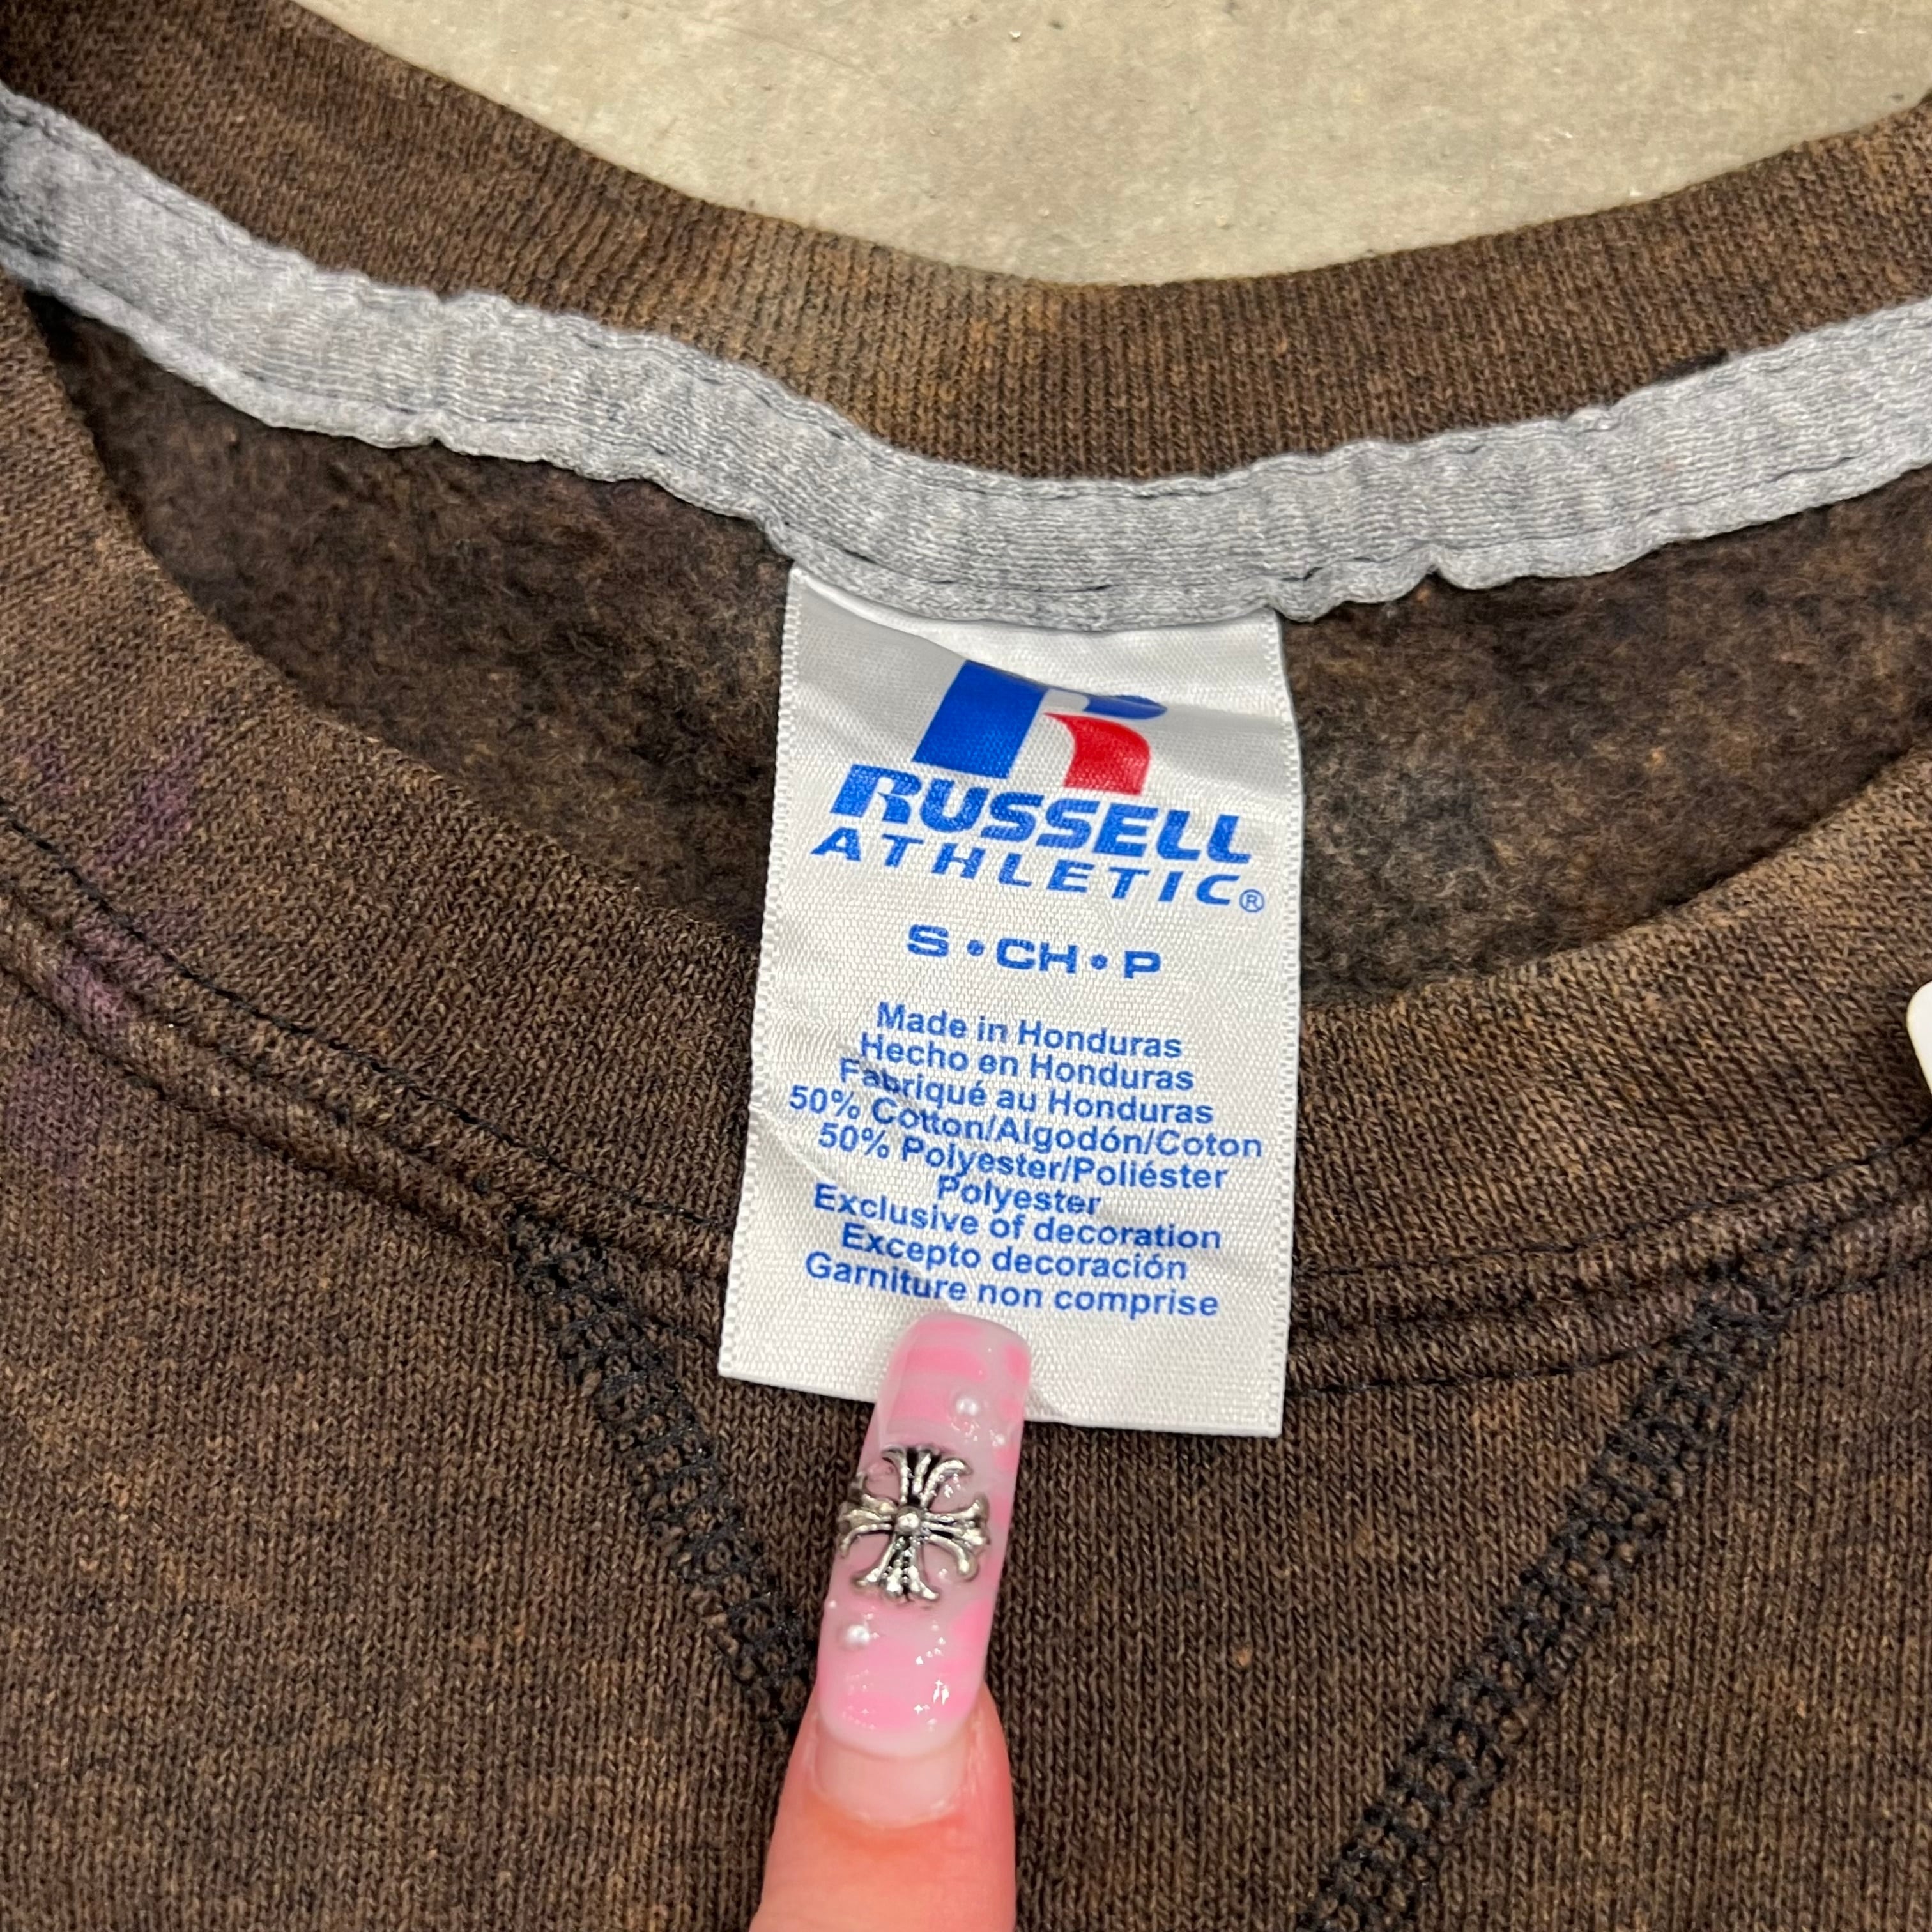 RUSSELL
ATHLETIC®
S • CH • P
Made in Honduras
Hecho en Honduras
Fabriqué au Honduras
50% Cotton/Algodón/Coton
50% Polyester/Poliéster
Polyester
Exclusive of decoration
Excepto decoración
Garniture non comprise